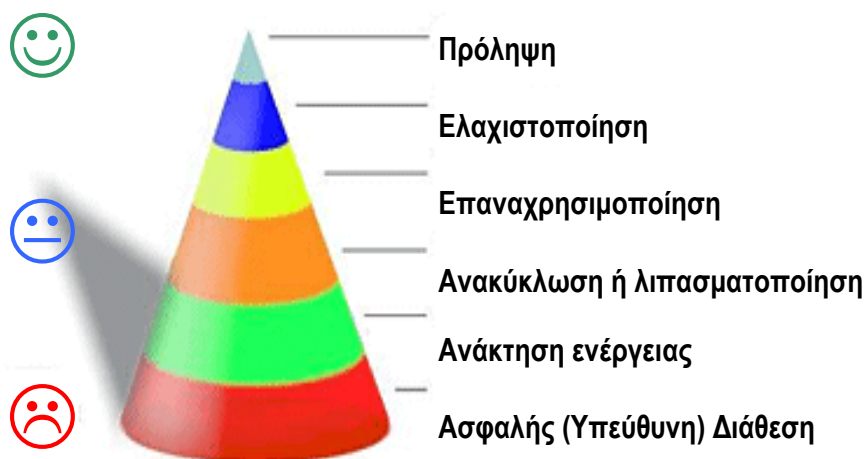 Πρόληψη
Ελαχιστοποίηση
Επαναχρησιμοποίηση
Ανακύκλωση ή λιπασματοποίηση
Ανάκτηση ενέργειας
Ασφαλής (Υπεύθυνη) Διάθεση